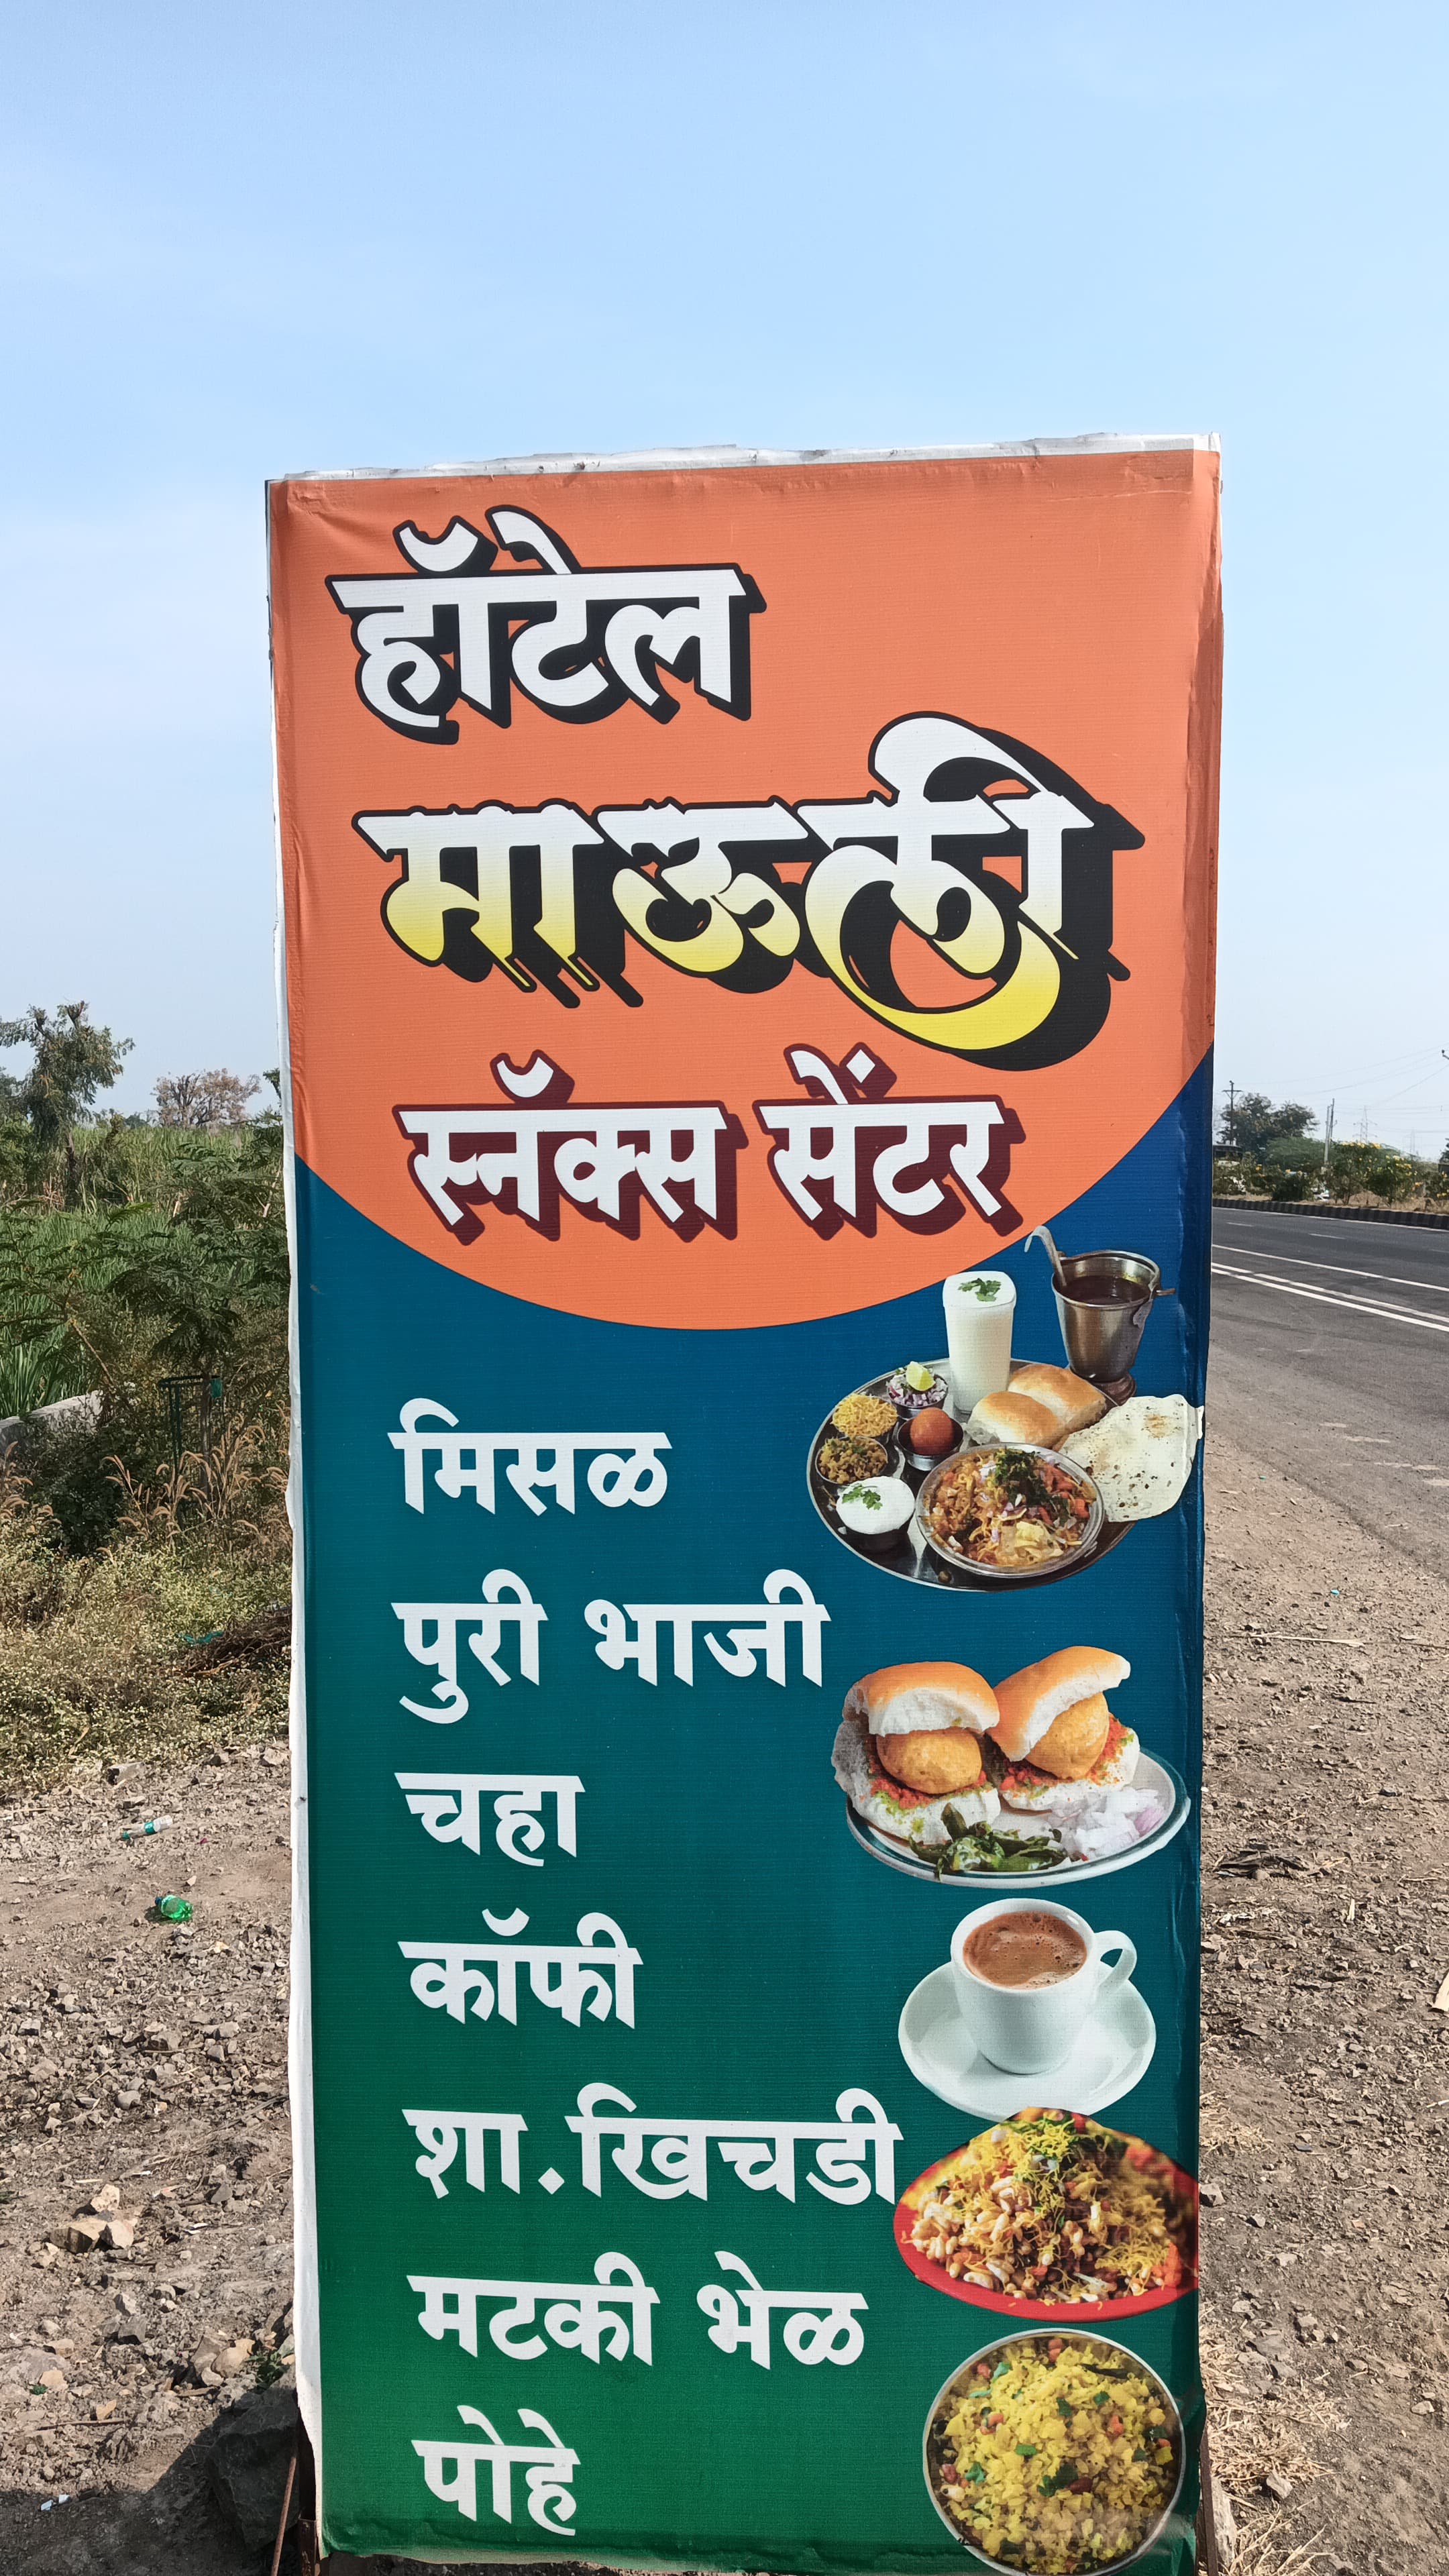 हॉटेल
माऊली
स्नॅक्स सेंटर
मिसळ
पुरी भाजी
चहा
कॉफी
शा.खिचडी
मटकी भेळ
पोहे